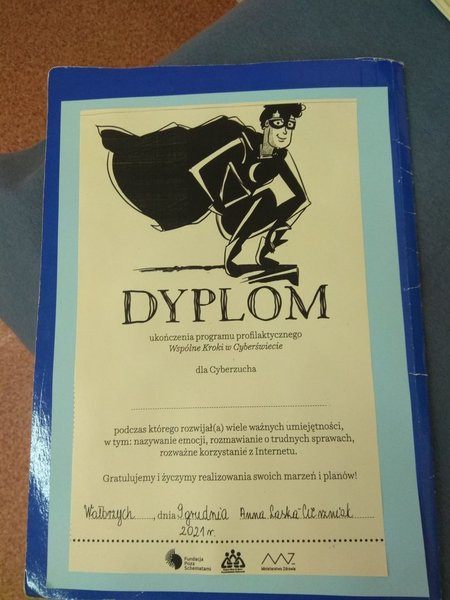 DYPLOM
ukończenia programu profilaktycznego
Wspólne Kroki w Cyberświecie
dla Cyberzucha
podczas którego rozwijał(a) wiele ważnych umiejętności,
w tym: nazywanie emocji, rozmawianie o trudnych sprawach,
rozważne korzystanie z Internetu.
Gratulujemy i życzymy realizowania swoich marzeń i planów!
Wałbrzych, dnia 9 grudnia Anna Laska
2021 r.
Fundacja
Poza
Schematami
Ministerstwo Zdrowia